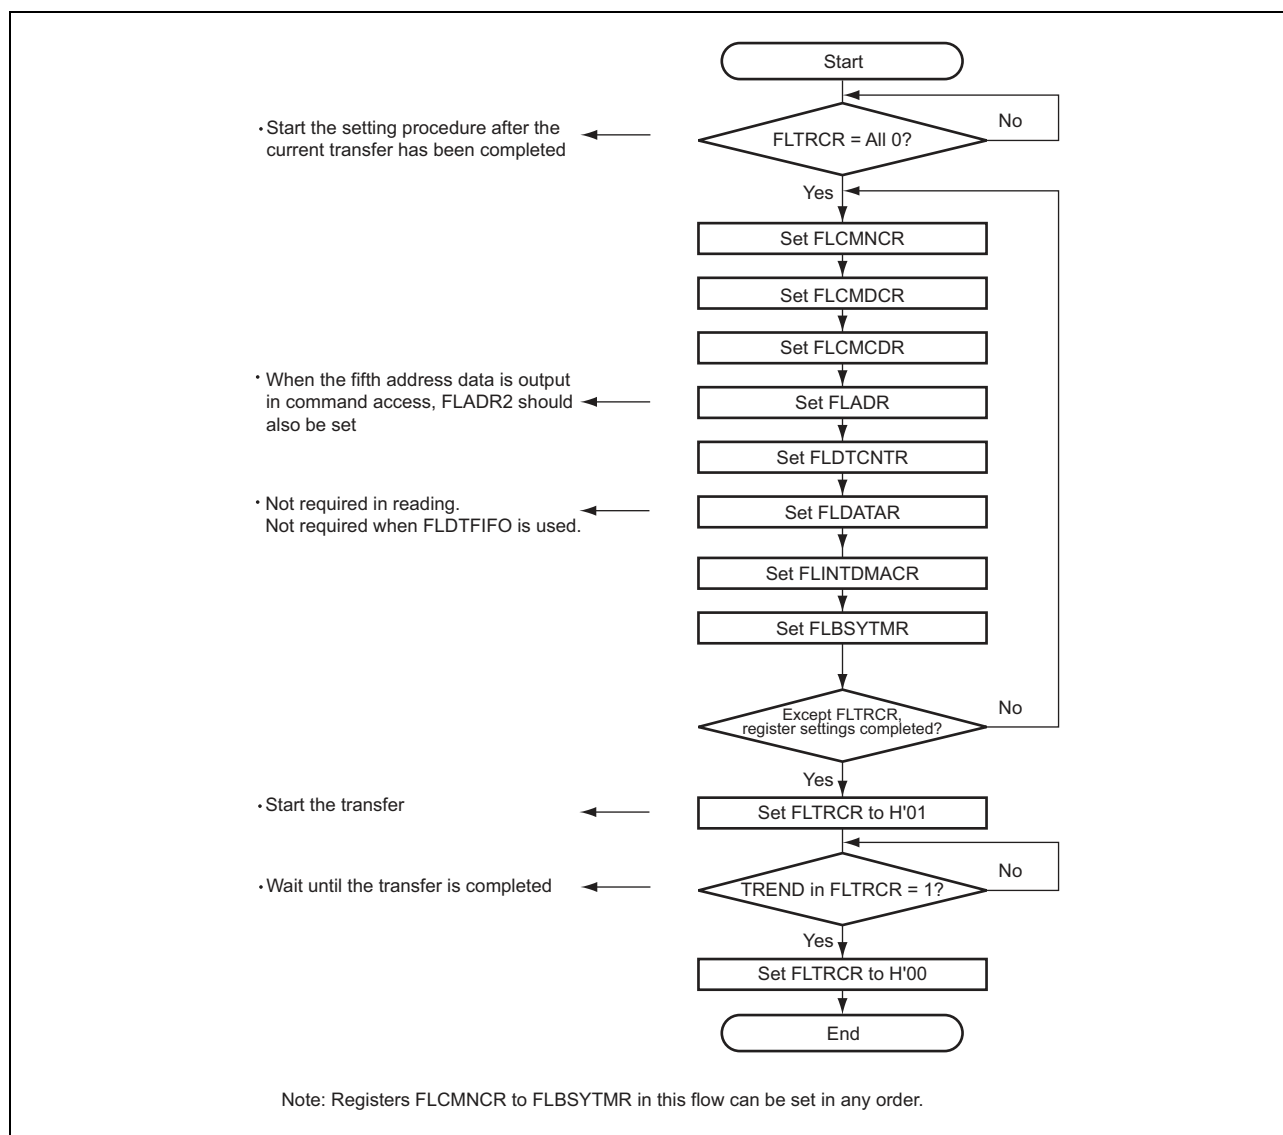 Start
No
・Start the setting procedure after the
current transfer has been completed
FLTRCR = All 0?
Yes
Set FLCMNCR
Set FLCMDCR
Set FLCMCDR
・When the fifth address data is output
in command access, FLADR2 should
also be set
Set FLADR
Set FLDTCNTR
・Not required in reading.
Not required when FLDTFIFO is used.
Set FLDATAR
Set FLINTDMACR
Set FLBSYTMR
Except FLTRCR,
register settings completed?
No
Yes
・Start the transfer
Set FLTRCR to H'01
No
・Wait until the transfer is completed
TREND in FLTRCR = 1?
Yes
Set FLTRCR to H'00
End
Note: Registers FLCMNCR to FLBSYTMR in this flow can be set in any order.